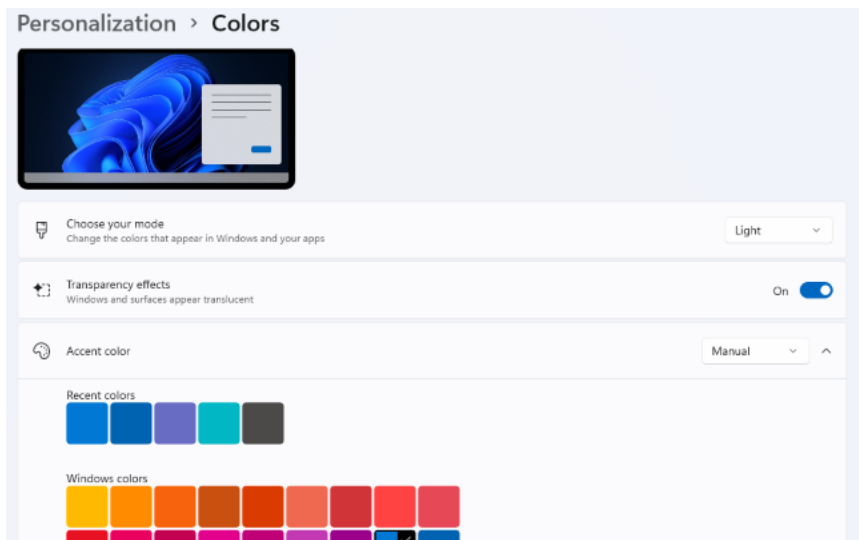 Personalization > Colors
Choose your mode
Change the colors that appear in Windows and your apps
Light
Transparency effects
Windows and surfaces appear translucent
On
Accent color
Manual
Recent colors
Windows colors